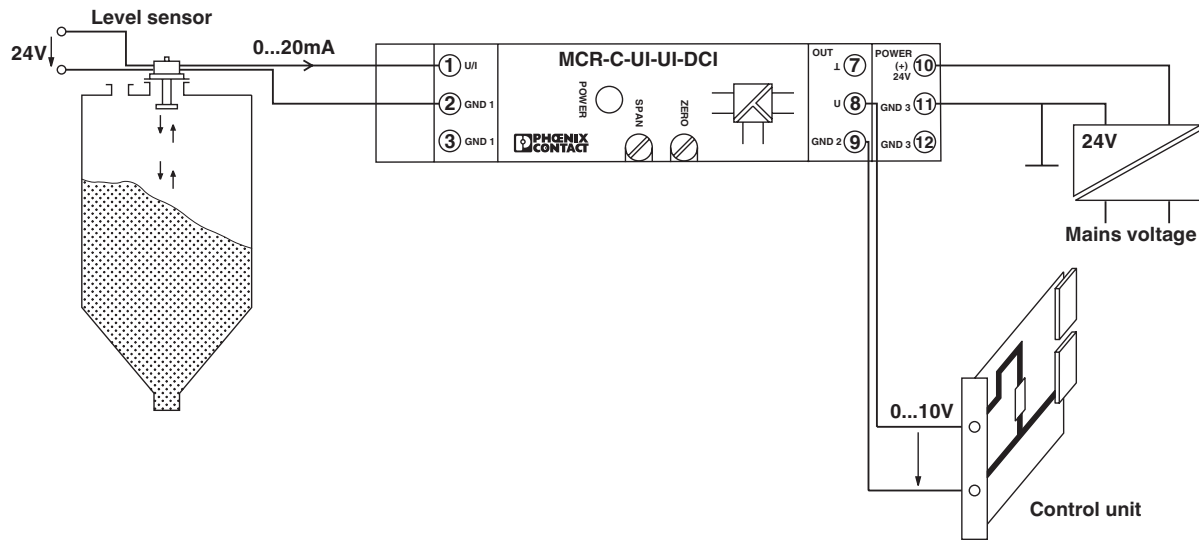 Level sensor
24V
0...20mA
1 U/I
2 GND 1
3 GND 1
MCR-C-UI-UI-DCI
POWER
SPAN
ZERO
PHŒNIX
CONTACT
OUT
⊥ 7
U 8
GND 2 9
POWER
(+)
24V
10
GND 3 11
GND 3 12
24V
Mains voltage
0...10V
Control unit